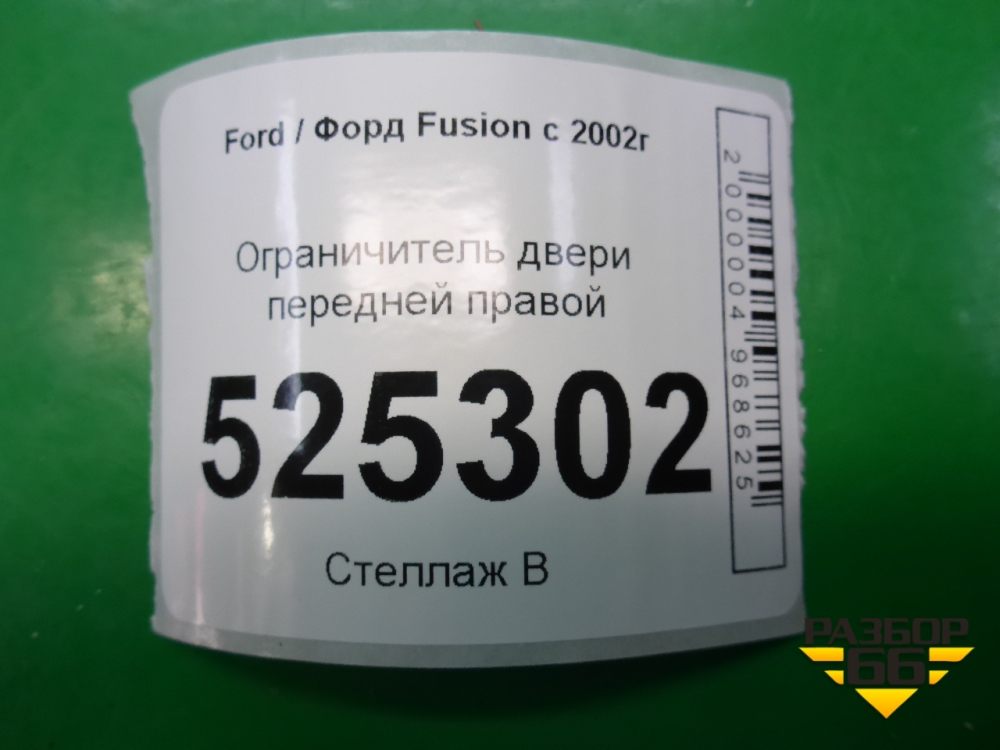 Ford / Форд Fusion с 2002г
Ограничитель двери
передней правой
525302
Стеллаж В
2000004968625
РАЗБОР
66